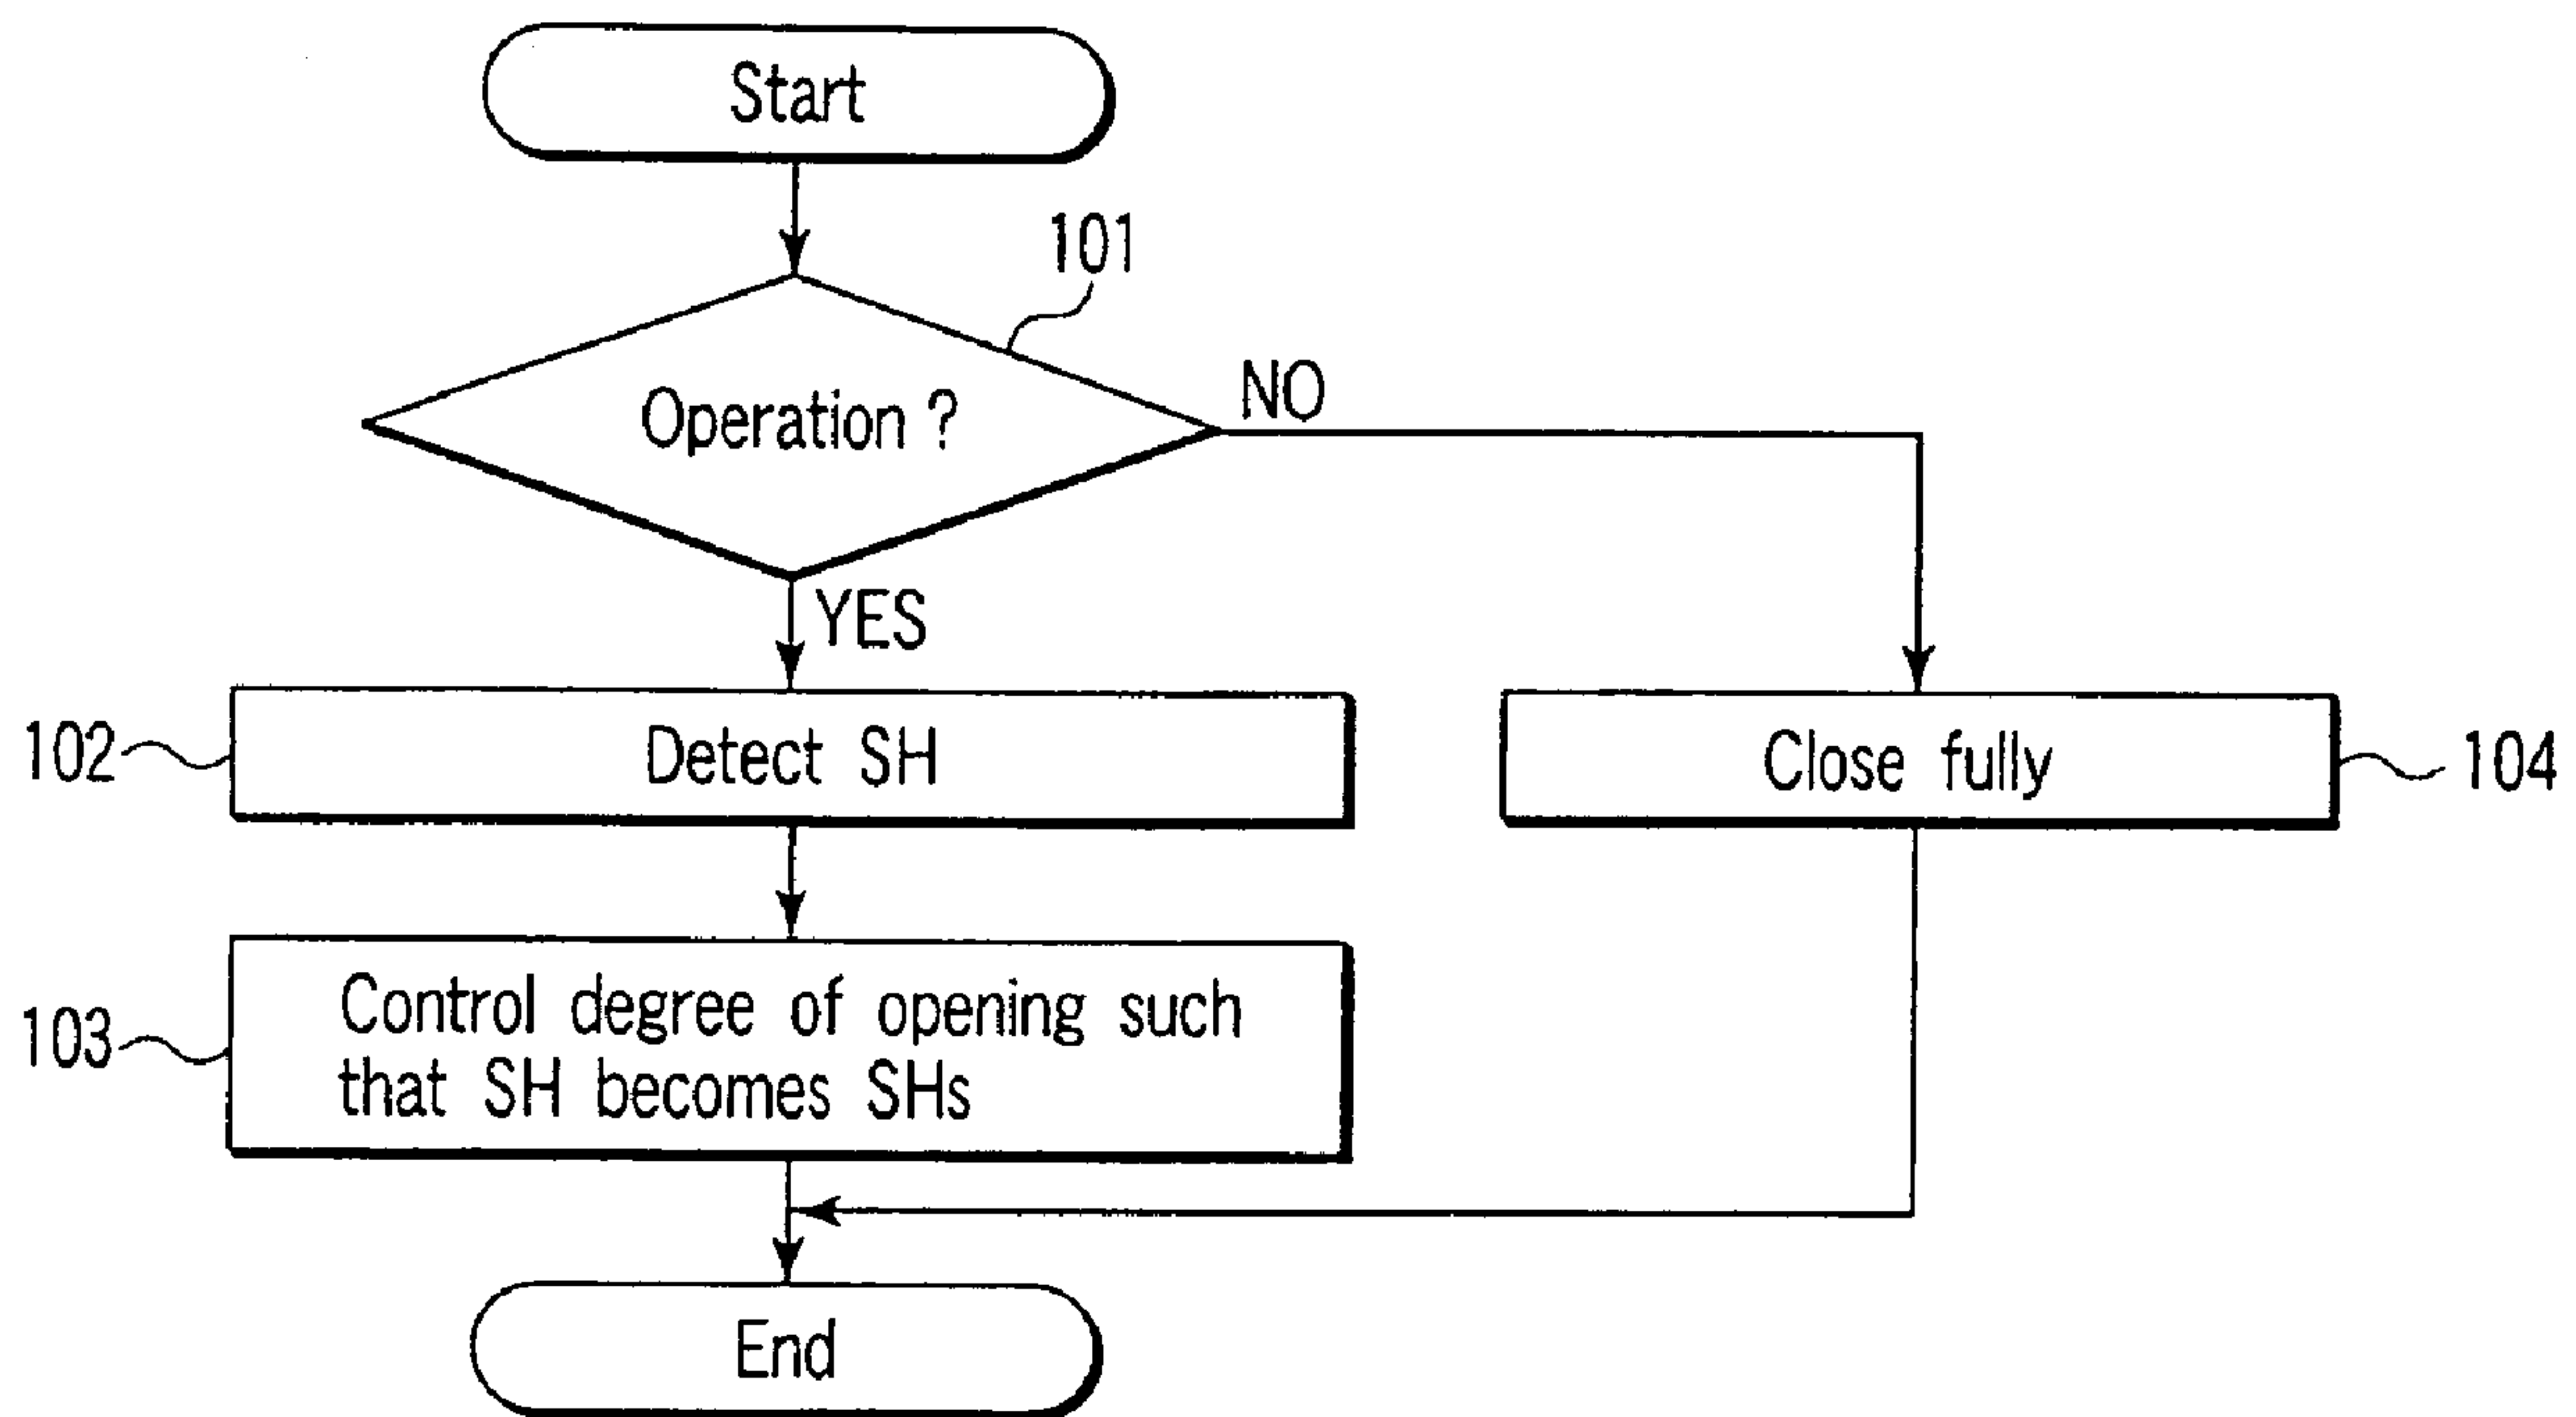 Start
101
Operation ?
NO
YES
102
Detect SH
Close fully
104
103
Control degree of opening such
that SH becomes SHs
End